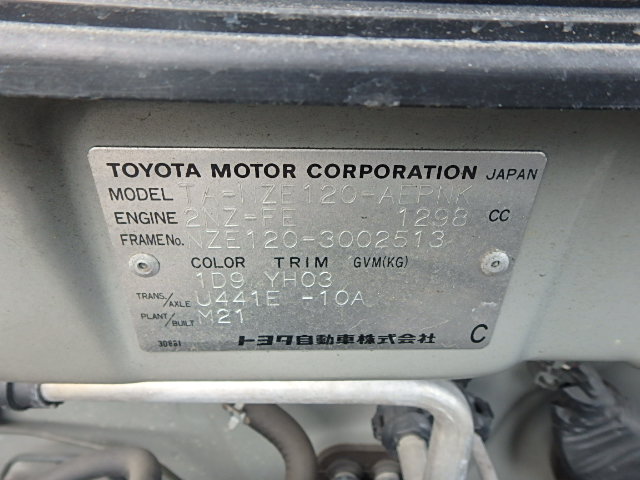 TOYOTA MOTOR CORPORATION JAPAN
MODEL TA-NZE120-AEPNK
ENGINE 2NZ-FE 1298 CC
FRAME No. NZE120-3002513
COLOR TRIM GVM(KG)
1D9 YH03
TRANS./AXLE U441E -10A
PLANT/BUILT M21
30861 トヨタ自動車株式会社 C